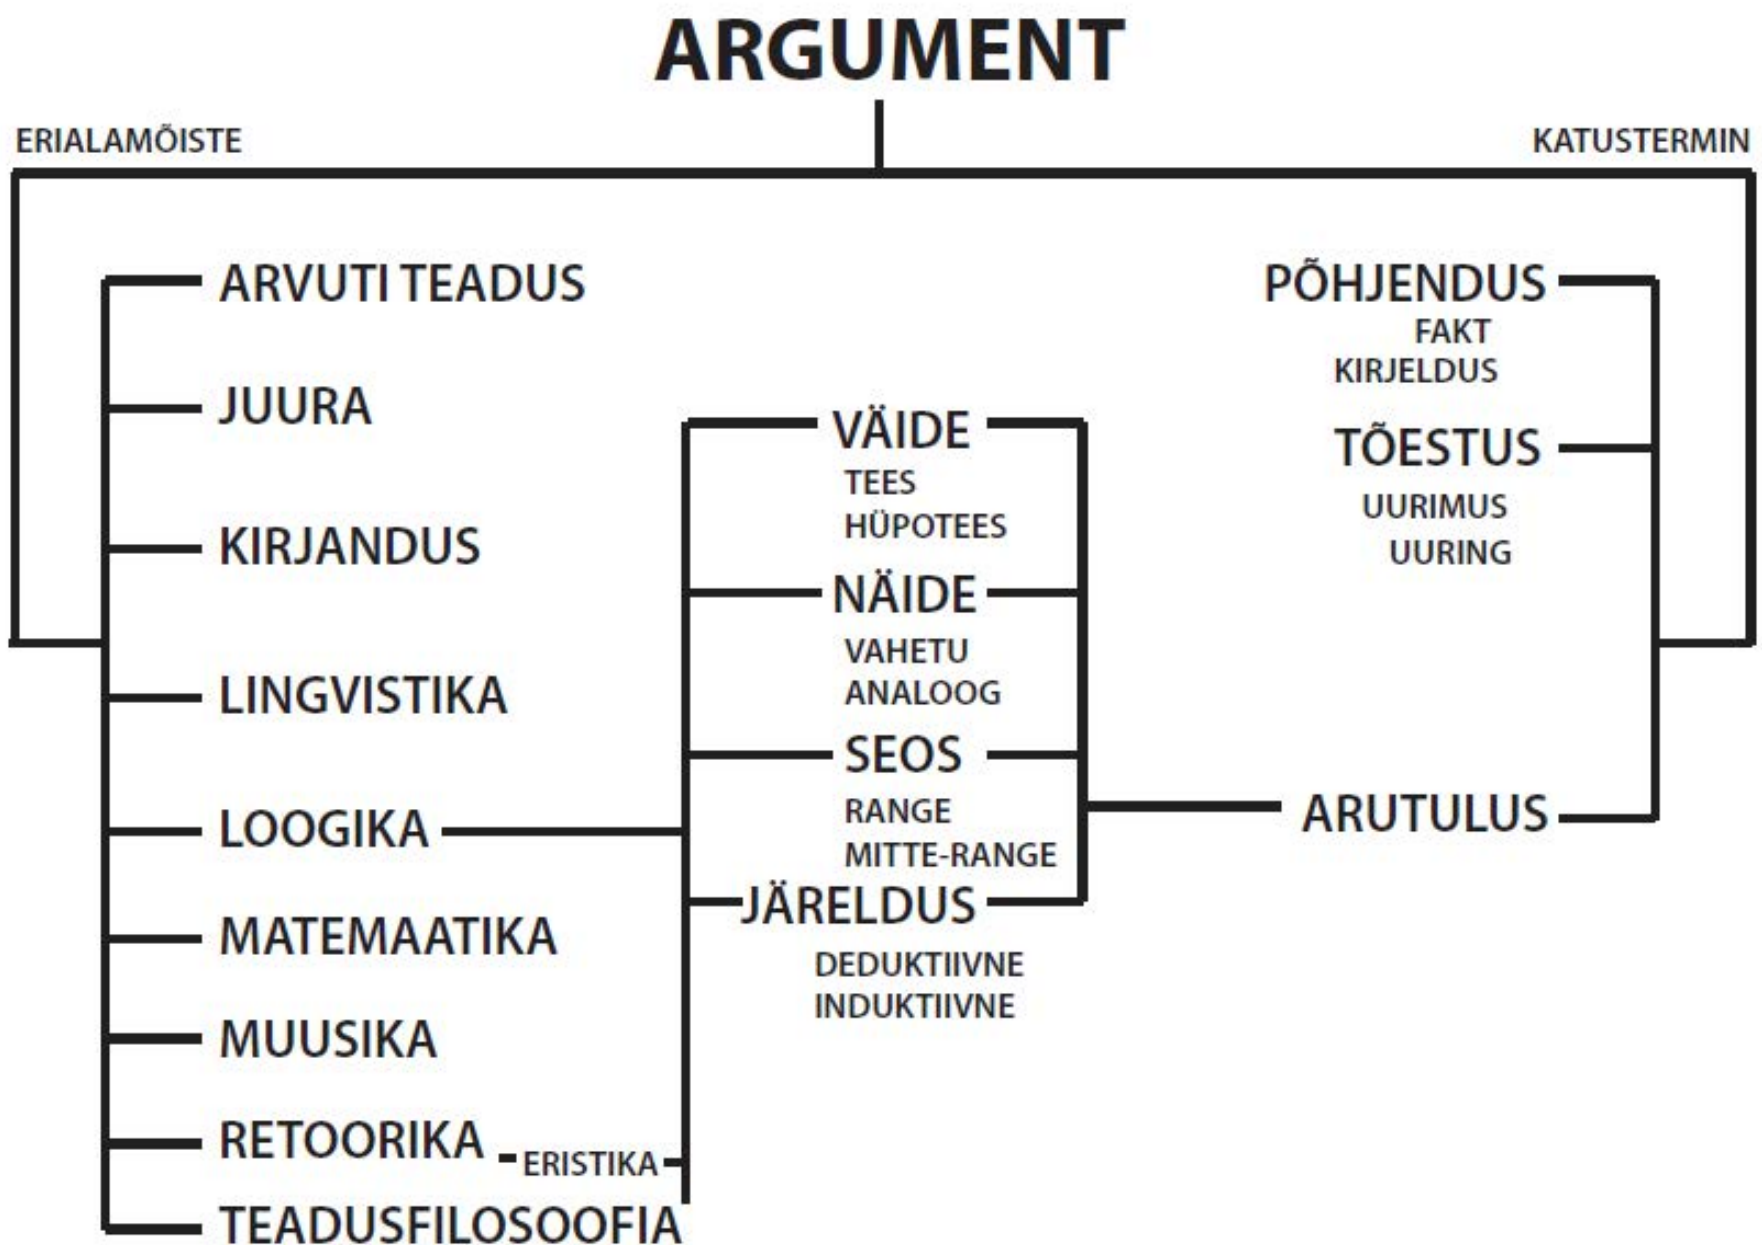 ARGUMENT
ERIALAMÕISTE
KATUSTERMIN
ARVUTI TEADUS
JUURA
KIRJANDUS
LINGVISTIKA
LOOGIKA
MATEMAATIKA
MUUSIKA
RETOORIKA
ERISTIKA
TEADUSFILOSOOFIA
VÄIDE
TEES
HÜPOTEES
NÄIDE
VAHETU
ANALOOG
SEOS
RANGE
MITTE-RANGE
JÄRELDUS
DEDUKTIIVNE
INDUKTIIVNE
PÕHJENDUS
FAKT
KIRJELDUS
TÕESTUS
UURIMUS
UURING
ARUTULUS